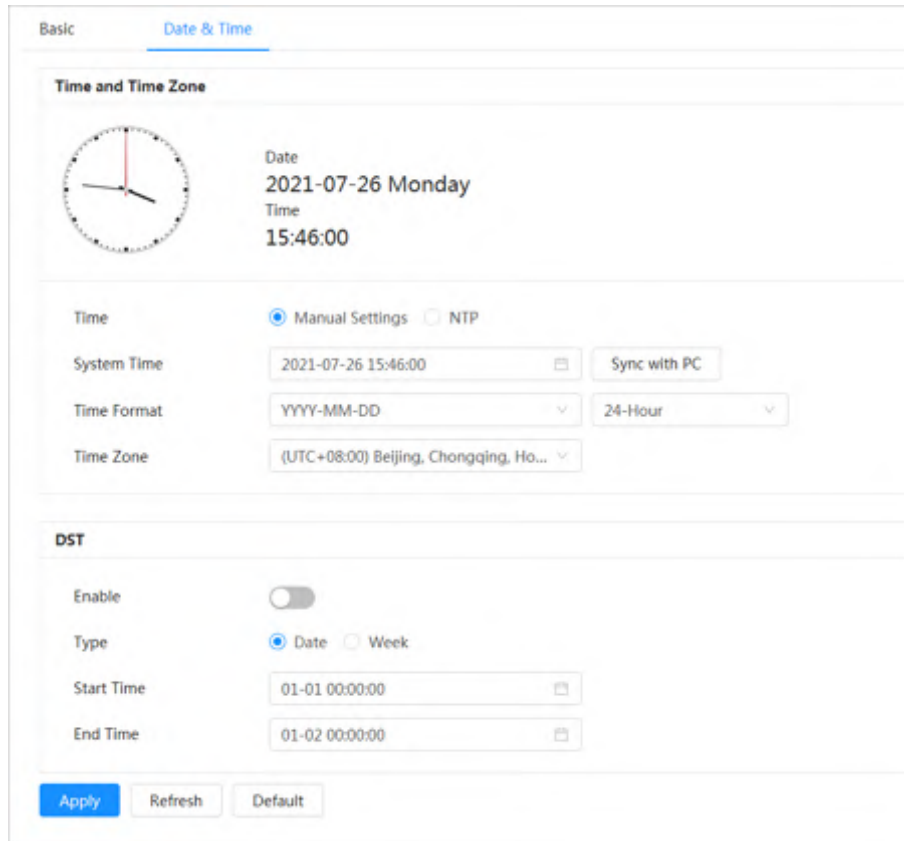 Basic Date & Time
Time and Time Zone
Date
2021-07-26 Monday
Time
15:46:00
Time Manual Settings NTP
System Time 2021-07-26 15:46:00 Sync with PC
Time Format YYYY-MM-DD 24-Hour
Time Zone (UTC+08:00) Beijing, Chongqing, Ho...
DST
Enable
Type Date Week
Start Time 01-01 00:00:00
End Time 01-02 00:00:00
Apply Refresh Default